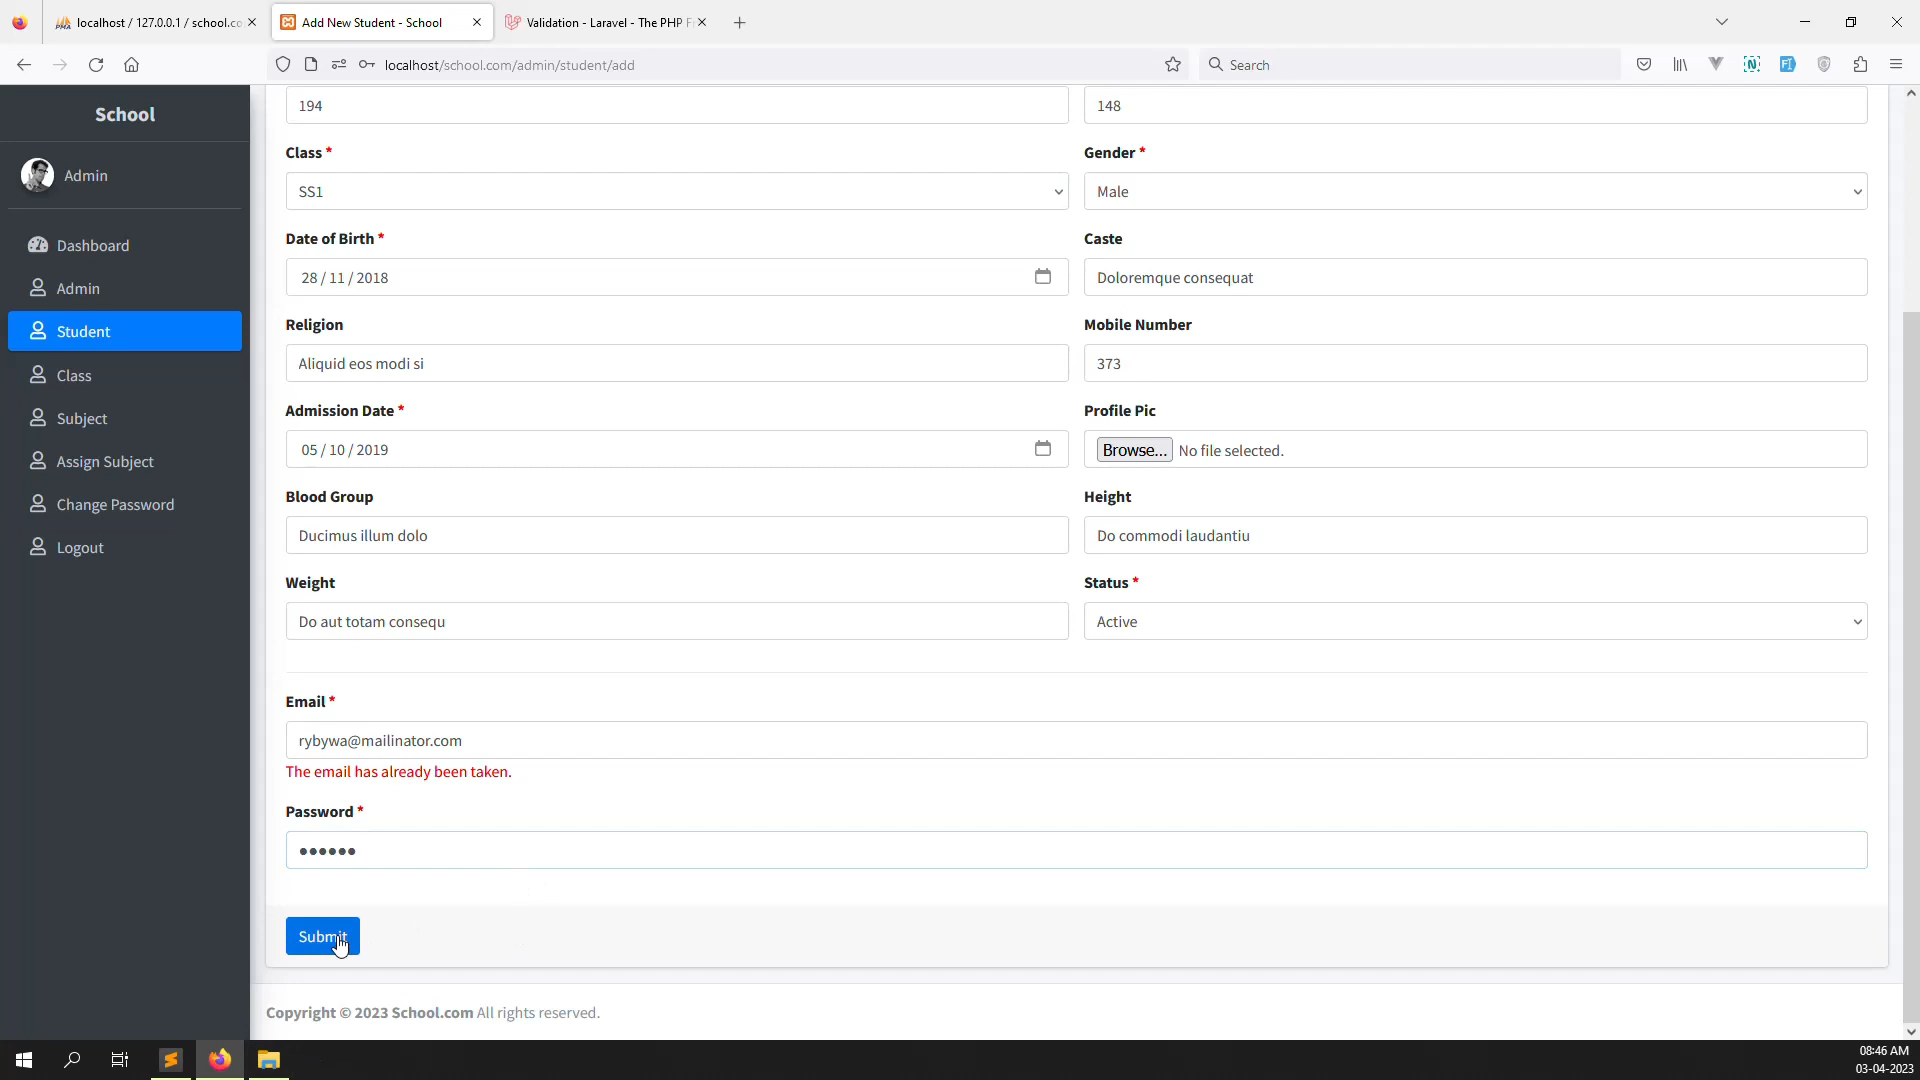 localhost / 127.0.0.1 / school.co
Add New Student - School
Validation - Laravel - The PHP F
localhost/school.com/admin/student/add
Search
School
Admin
Dashboard
Admin
Student
Class
Subject
Assign Subject
Change Password
Logout
194
148
Class *
Gender *
SS1
Male
Date of Birth *
Caste
28 / 11 / 2018
Doloremque consequat
Religion
Mobile Number
Aliquid eos modi si
373
Admission Date *
Profile Pic
05 / 10 / 2019
Browse... No file selected.
Blood Group
Height
Ducimus illum dolo
Do commodi laudantiu
Weight
Status *
Do aut totam consequ
Active
Email *
rybywa@mailinator.com
The email has already been taken.
Password *
●●●●●●
Submit
Copyright © 2023 School.com All rights reserved.
08:46 AM
03-04-2023